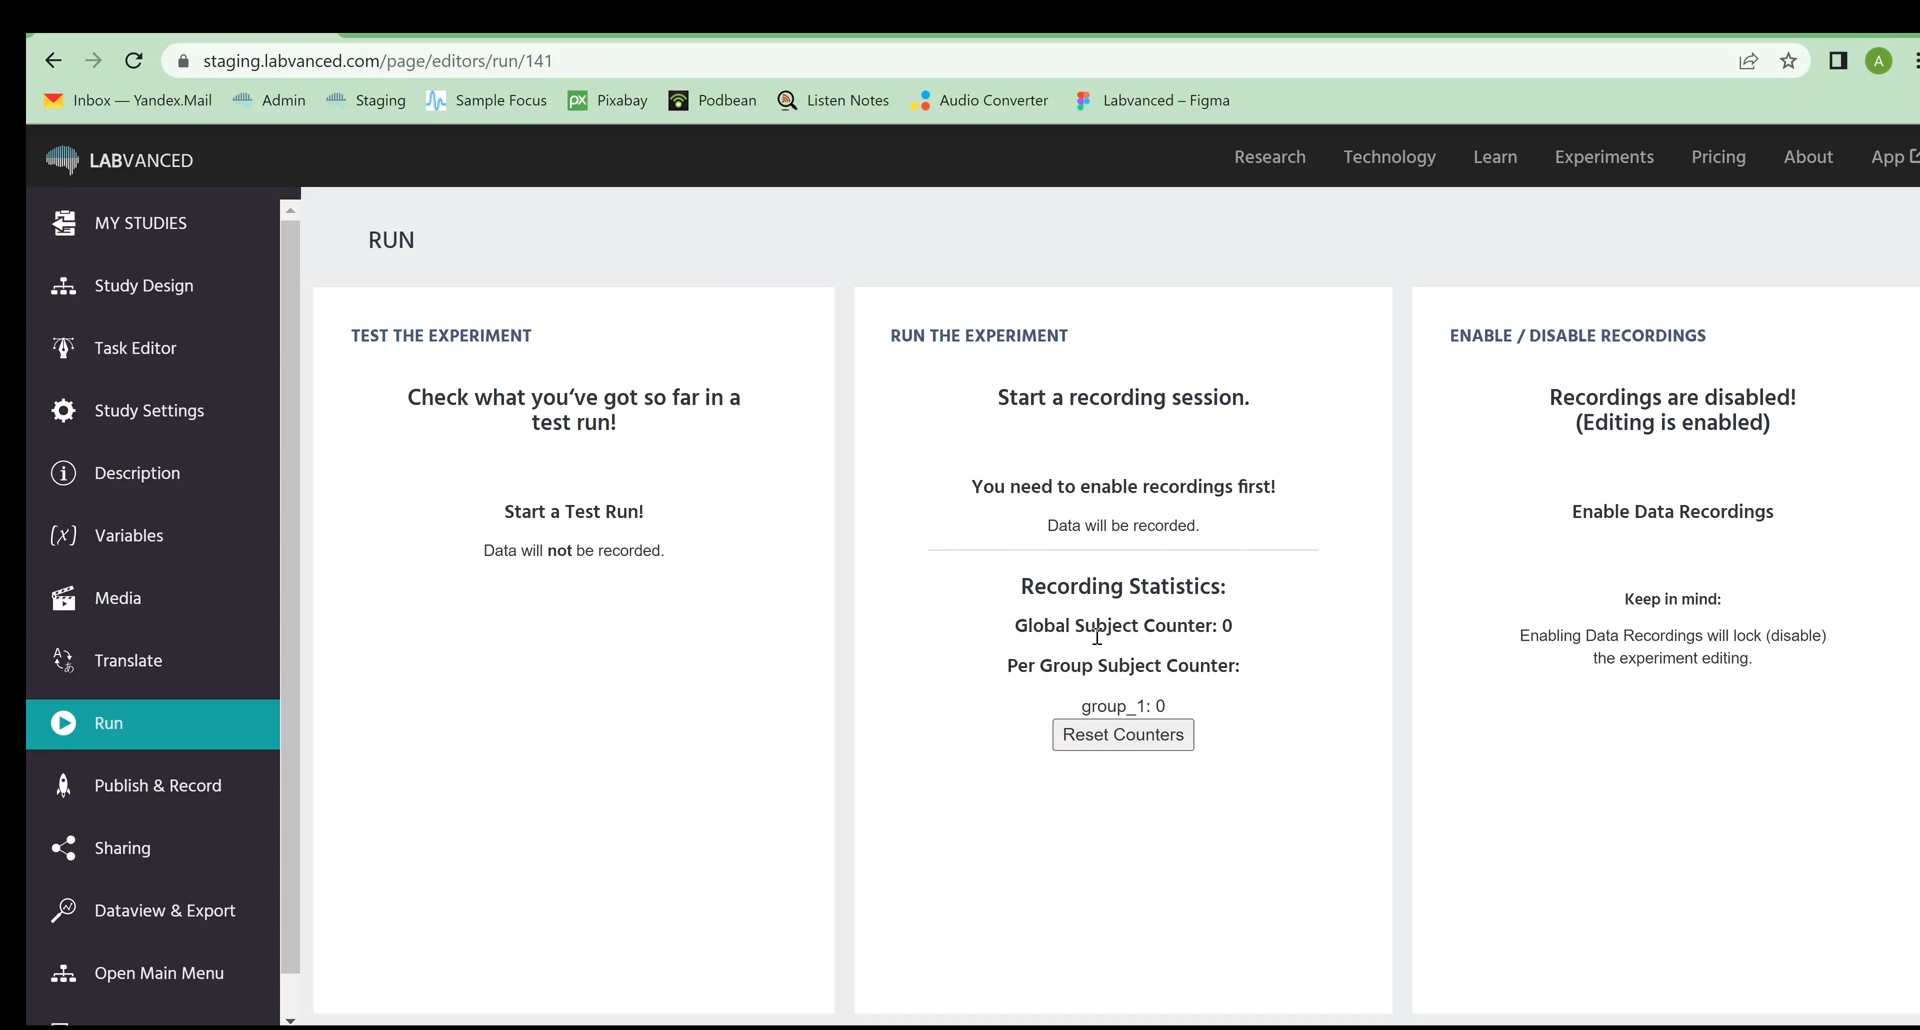 staging.labvanced.com/page/editors/run/141
A
Inbox — Yandex.Mail
Admin
Staging
Sample Focus
Pixabay
Podbean
Listen Notes
Audio Converter
Labvanced – Figma
LABVANCED
Research
Technology
Learn
Experiments
Pricing
About
App
MY STUDIES
Study Design
Task Editor
Study Settings
Description
Variables
Media
Translate
Run
Publish & Record
Sharing
Dataview & Export
Open Main Menu
RUN
TEST THE EXPERIMENT
Check what you‘ve got so far in a
test run!
Start a Test Run!
Data will not be recorded.
RUN THE EXPERIMENT
Start a recording session.
You need to enable recordings first!
Data will be recorded.
Recording Statistics:
Global Subject Counter: 0
Per Group Subject Counter:
group_1: 0
Reset Counters
ENABLE / DISABLE RECORDINGS
Recordings are disabled!
(Editing is enabled)
Enable Data Recordings
Keep in mind:
Enabling Data Recordings will lock (disable)
the experiment editing.